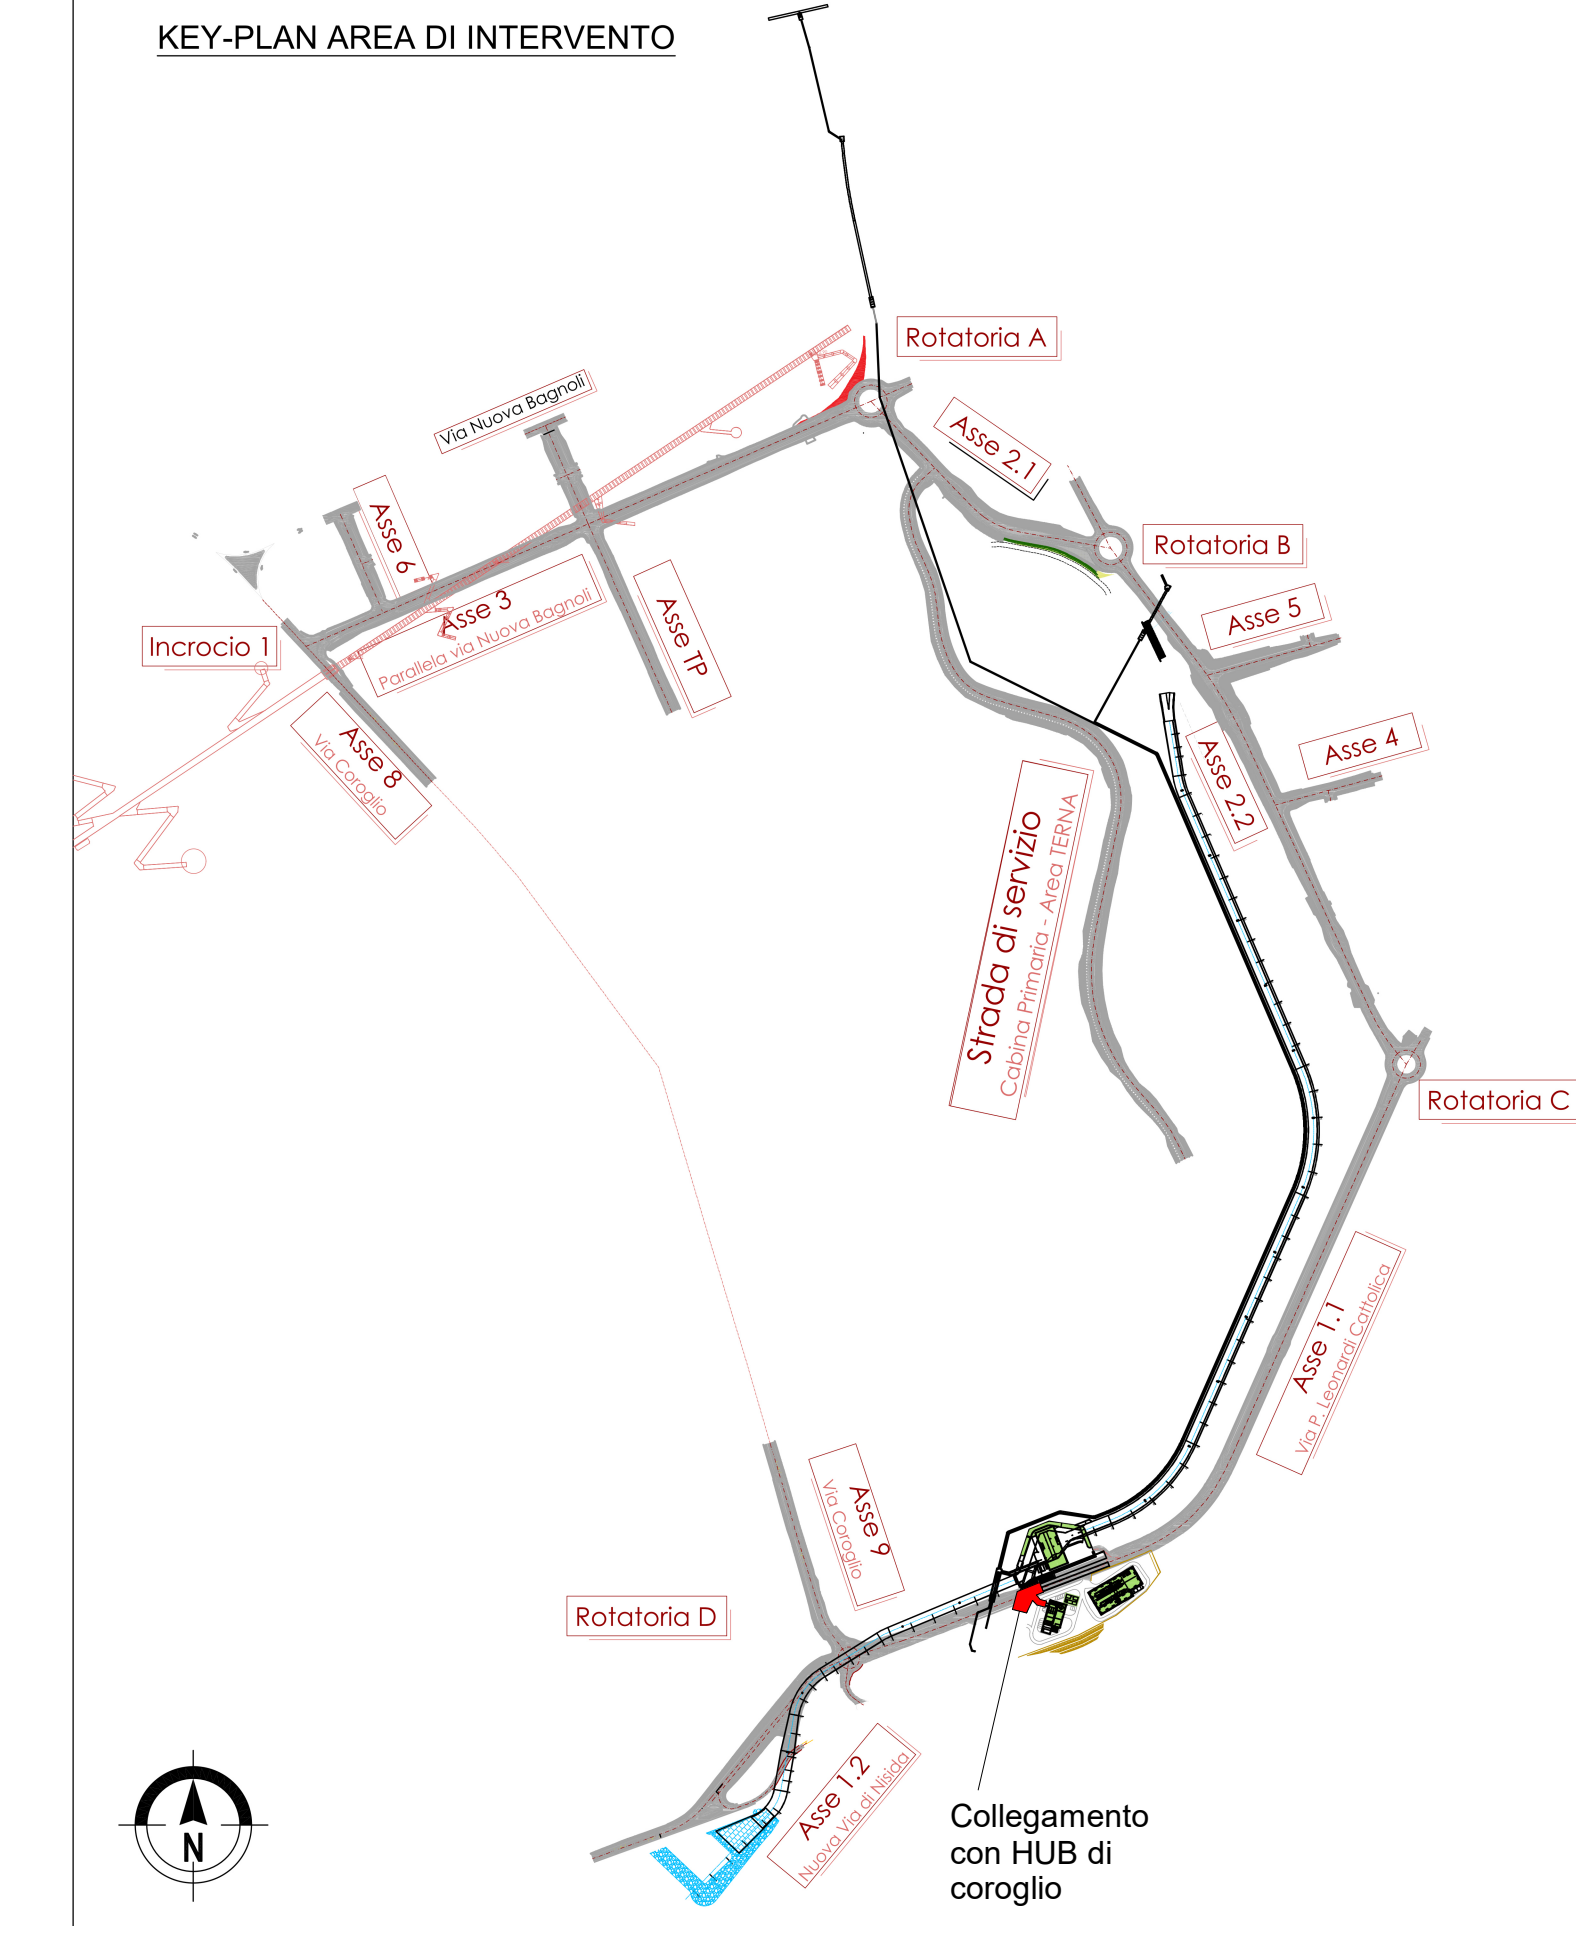 KEY-PLAN AREA DI INTERVENTO
Rotatoria A
Via Nuova Bagnoli
Asse 2.1
Asse 6
Rotatoria B
Asse 3
Parallela via Nuova Bagnoli
Asse TP
Asse 5
Incrocio 1
Asse 8
Via Coroglio
Asse 4
Asse 2.2
Strada di servizio
Cabina Primaria - Area TERNA
Rotatoria C
Asse 1.1
Via P. Leonardi Cattolica
Asse 9
Via Coroglio
Rotatoria D
Asse 1.2
Nuova Via di Nisida
Collegamento
con HUB di
coroglio
N